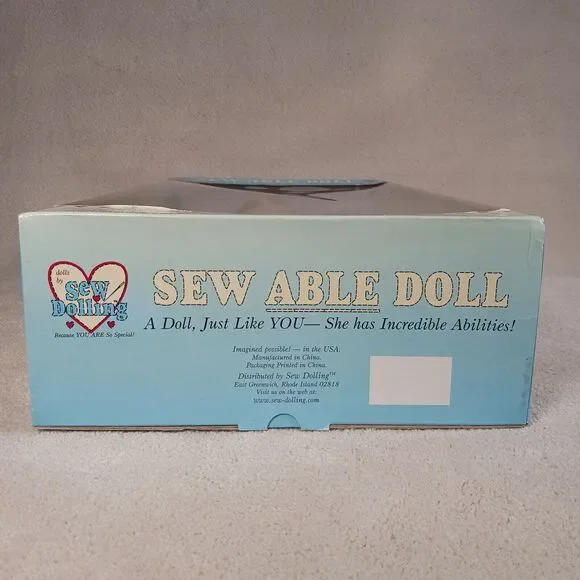 dolls
by
Sew
Dolling
Because YOU ARE So Special!
SEW ABLE DOLL
A Doll, Just Like YOU— She has Incredible Abilities!
Imagined possible! — in the USA.
Manufactured in China.
Packaging Printed in China.
Distributed by Sew Dolling™
East Greenwich, Rhode Island 02818
Visit us on the web at:
www.sew-dolling.com